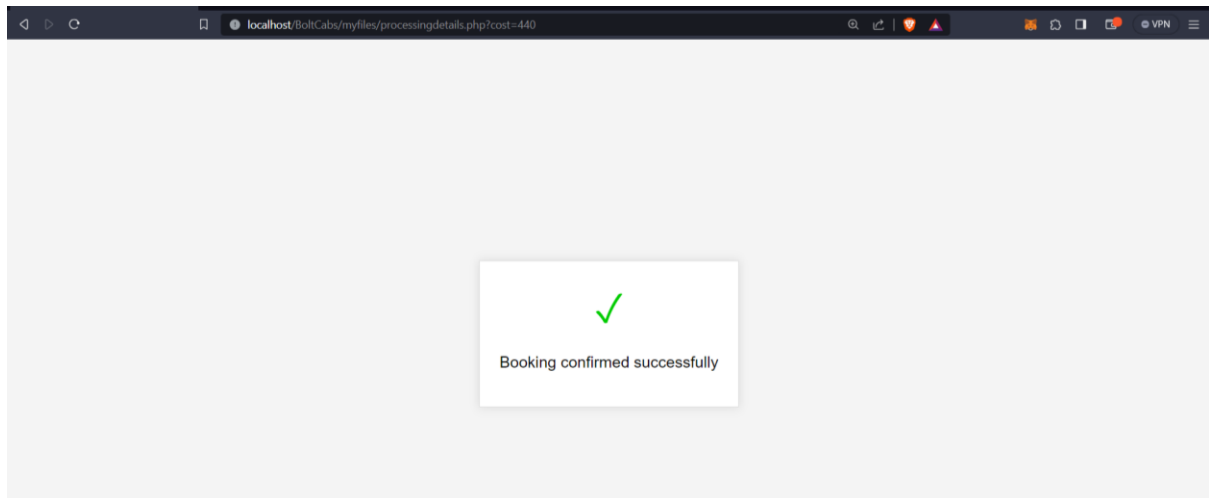 localhost/BoltCabs/myfiles/processingdetails.php?cost=440
VPN
Booking confirmed successfully